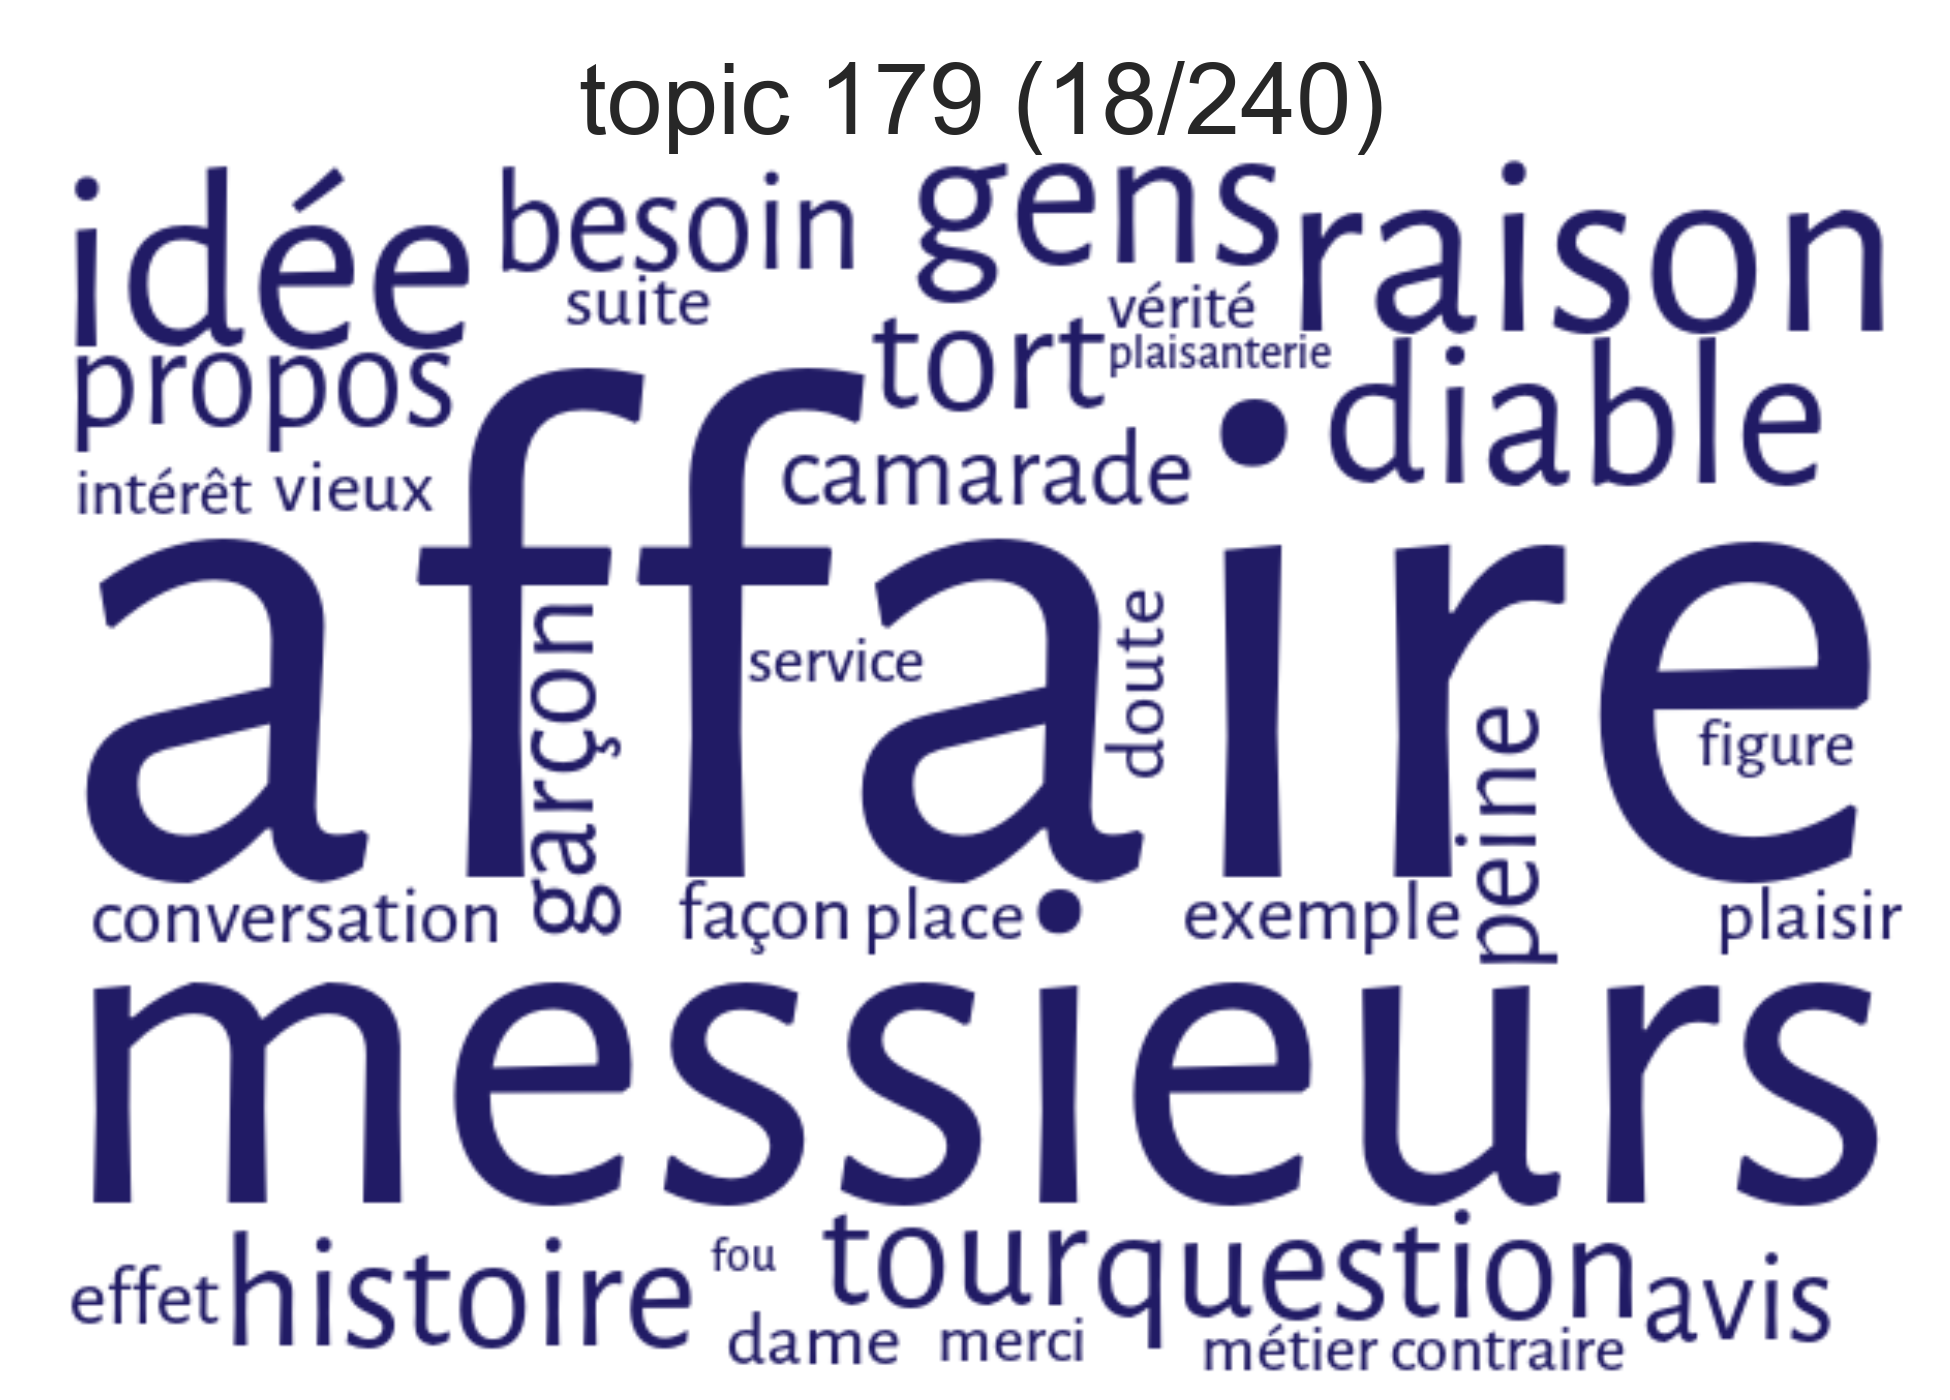 topic 179 (18/240)
idée besoin gens raison
suite vérité
propos tort plaisanterie diable
intérêt vieux camarade
affaire
garçon service doute peine figure
conversation façon place exemple plaisir
messieurs
effet histoire fou tour question avis
dame merci métier contraire